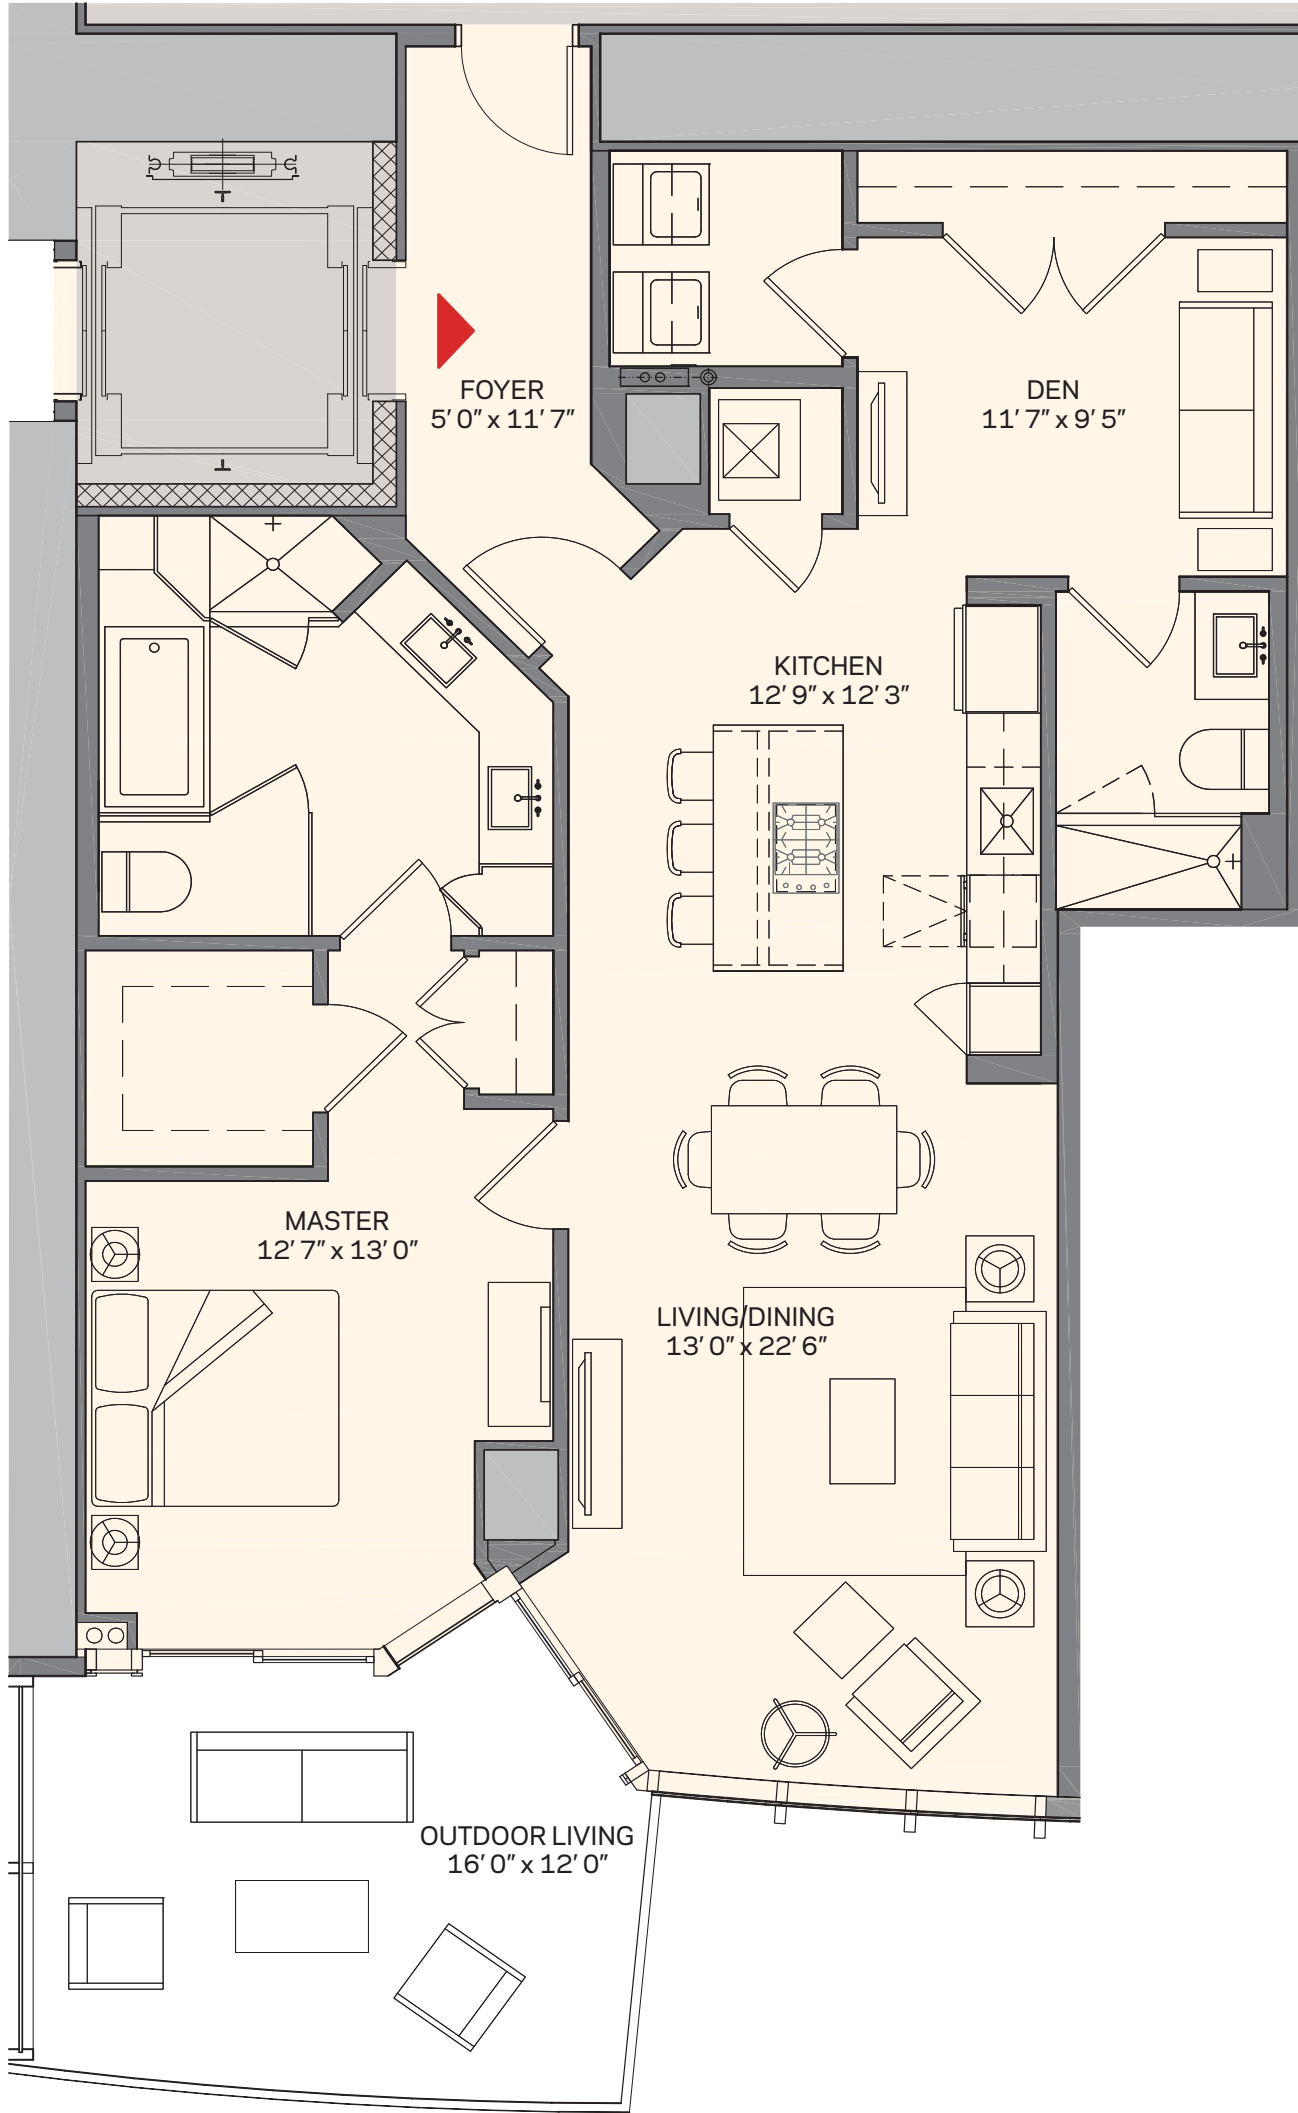 FOYER
5' 0" x 11' 7"
DEN
11' 7" x 9' 5"
KITCHEN
12' 9" x 12' 3"
MASTER
12' 7" x 13' 0"
LIVING/DINING
13' 0" x 22' 6"
OUTDOOR LIVING
16' 0" x 12' 0"